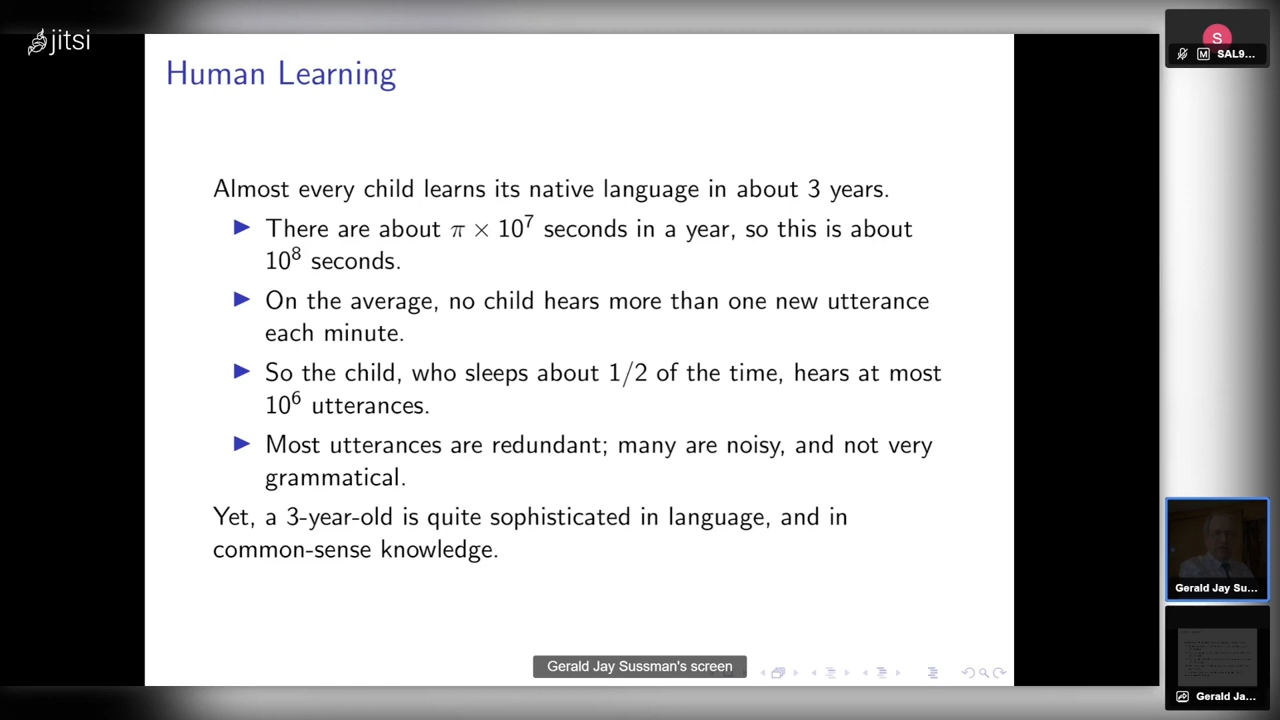 jitsi
Human Learning
Almost every child learns its native language in about 3 years.
▶ There are about π × 10⁷ seconds in a year, so this is about
10⁸ seconds.
▶ On the average, no child hears more than one new utterance
each minute.
▶ So the child, who sleeps about 1/2 of the time, hears at most
10⁶ utterances.
▶ Most utterances are redundant; many are noisy, and not very
grammatical.
Yet, a 3-year-old is quite sophisticated in language, and in
common-sense knowledge.
Gerald Jay Sussman's screen
S
M SAL9...
Gerald Jay Su...
Gerald Ja...